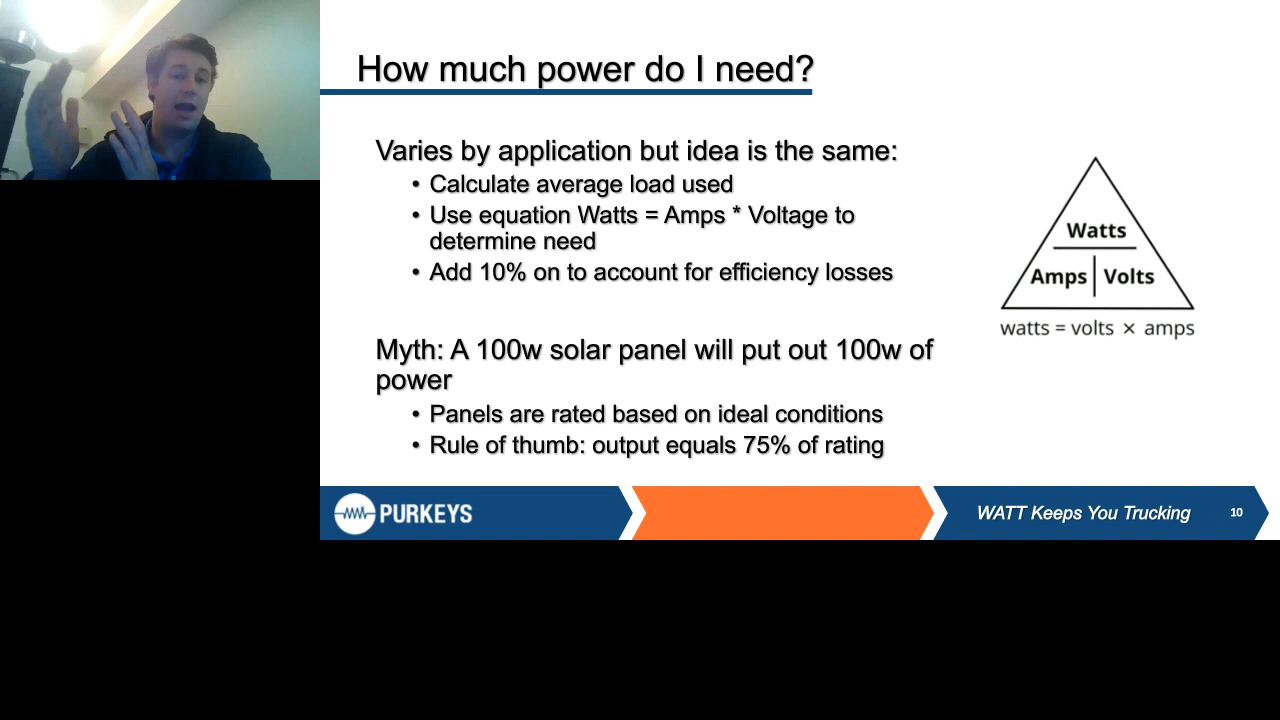 How much power do I need?
Varies by application but idea is the same:
• Calculate average load used
• Use equation Watts = Amps * Voltage to
determine need
• Add 10% on to account for efficiency losses
Watts
Amps | Volts
watts = volts × amps
Myth: A 100w solar panel will put out 100w of
power
• Panels are rated based on ideal conditions
• Rule of thumb: output equals 75% of rating
PURKEYS
WATT Keeps You Trucking
10